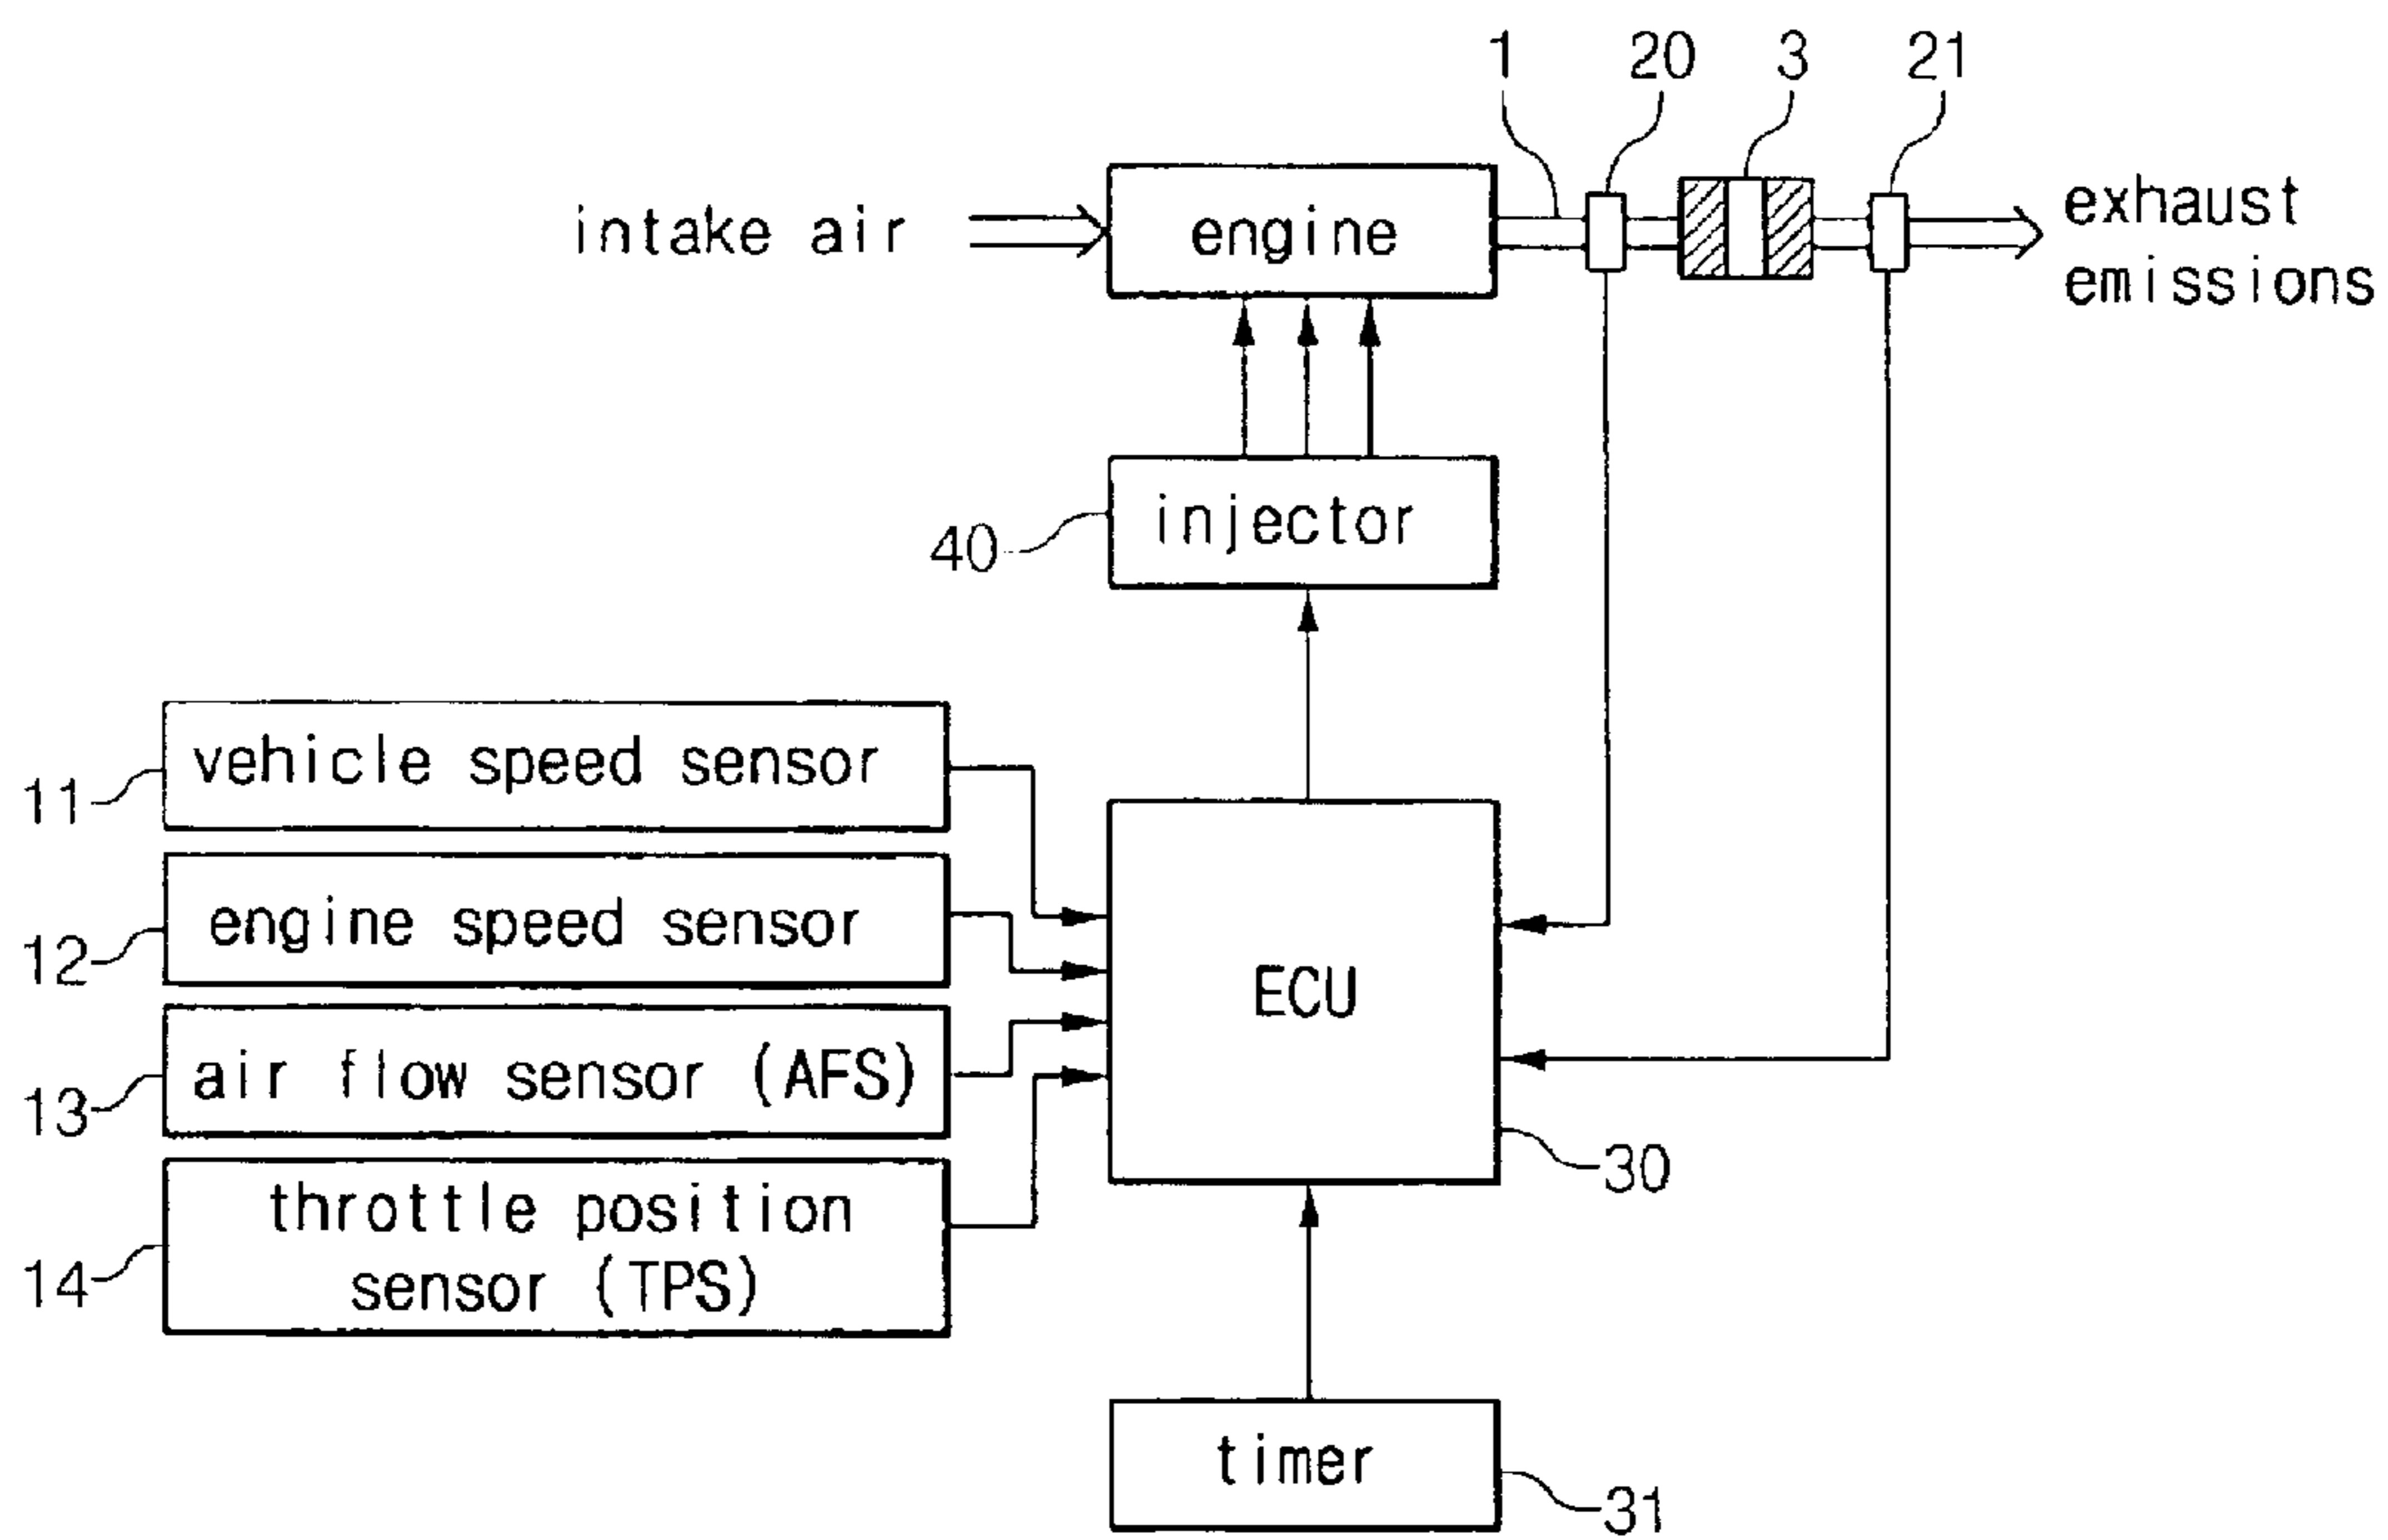 1 20 3 21
intake air
engine
exhaust
emissions
40
injector
11
vehicle speed sensor
12
engine speed sensor
13
air flow sensor (AFS)
14
throttle position
sensor (TPS)
ECU
30
timer
31